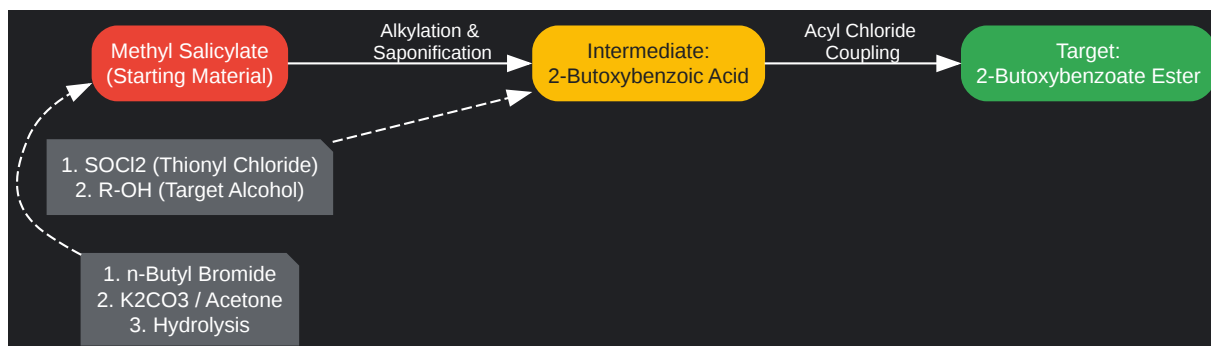 Methyl Salicylate
(Starting Material)
Alkylation &
Saponification
Intermediate:
2-Butoxybenzoic Acid
Acyl Chloride
Coupling
Target:
2-Butoxybenzoate Ester
1. SOCl2 (Thionyl Chloride)
2. R-OH (Target Alcohol)
1. n-Butyl Bromide
2. K2CO3 / Acetone
3. Hydrolysis